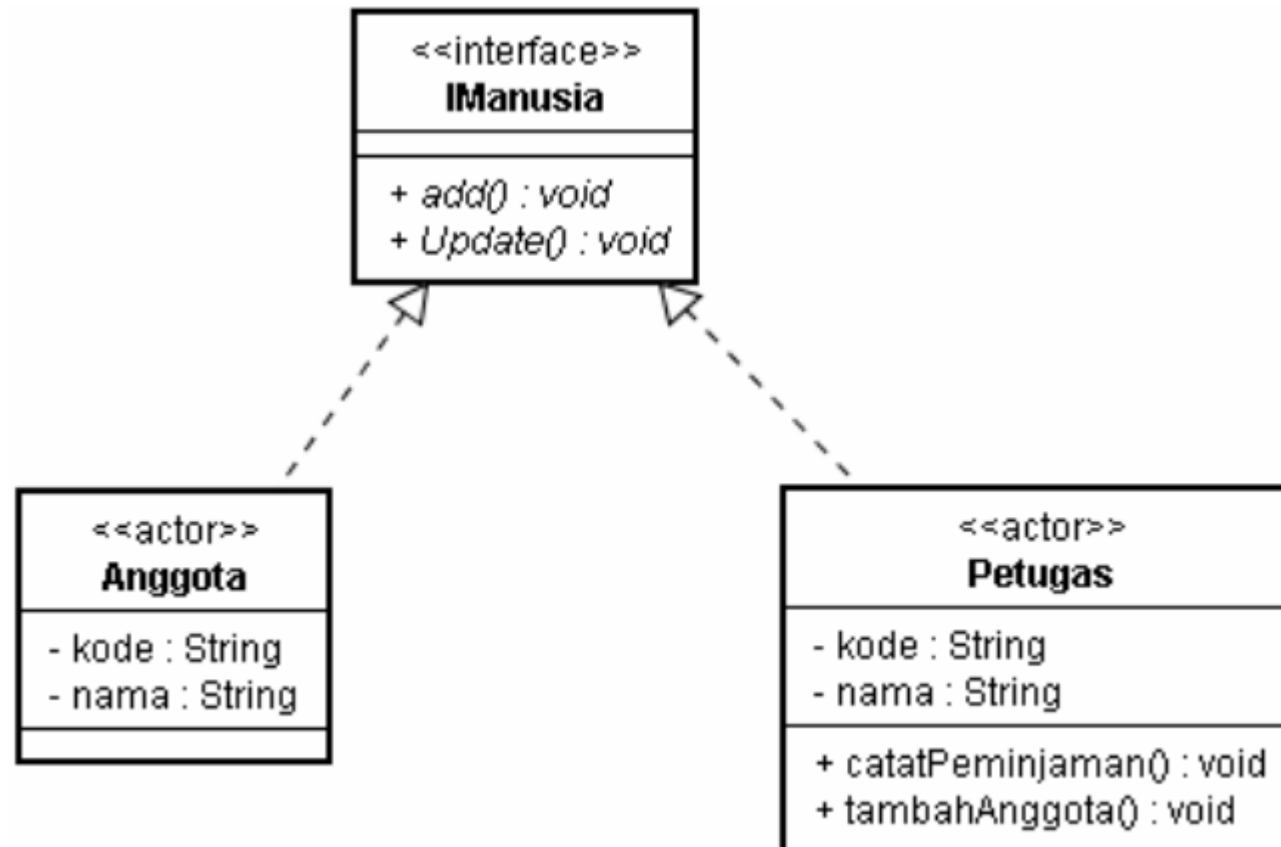 <<interface>>
IManusia
+ add() : void
+ Update() : void
<<actor>>
Anggota
- kode : String
- nama : String
<<actor>>
Petugas
- kode : String
- nama : String
+ catatPeminjaman() : void
+ tambahAnggota() : void